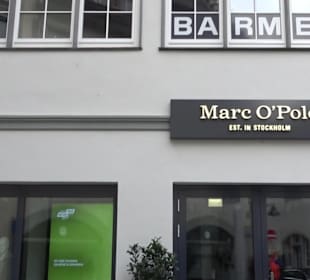 BARME
Marc O'Polo
EST. IN STOCKHOLM